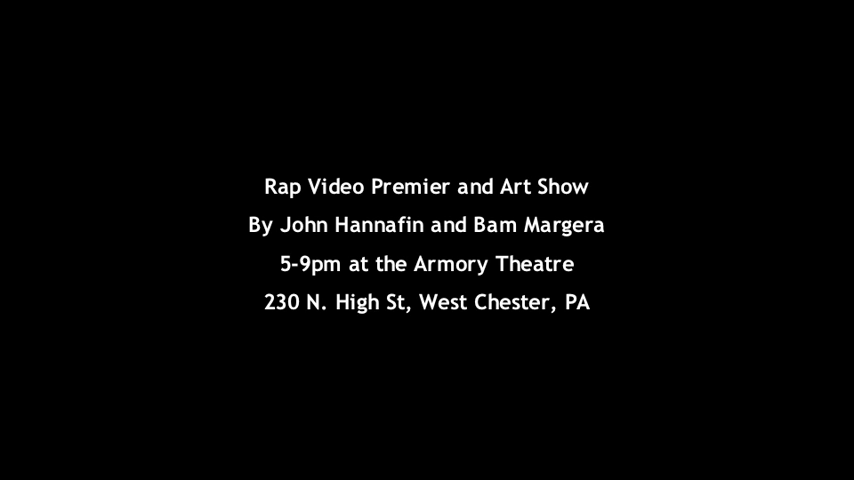 Rap Video Premier and Art Show
By John Hannafin and Bam Margera
5-9pm at the Armory Theatre
230 N. High St, West Chester, PA